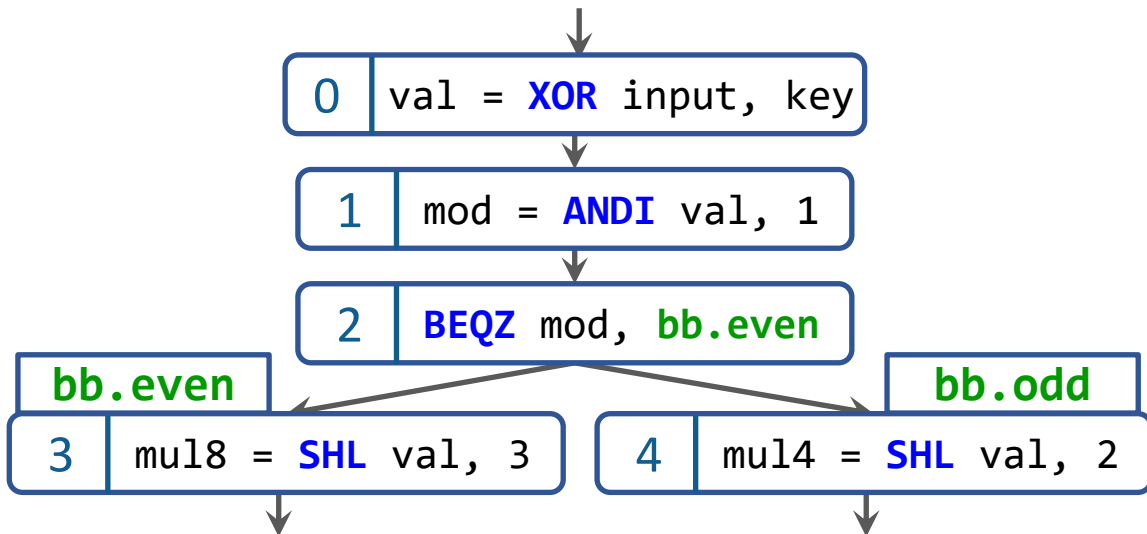 0 val = XOR input, key
1 mod = ANDI val, 1
2 BEQZ mod, bb.even
bb.even
3 mul8 = SHL val, 3
bb.odd
4 mul4 = SHL val, 2